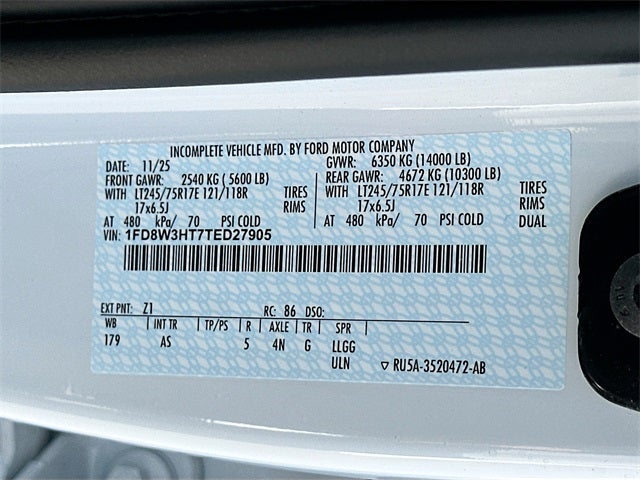 INCOMPLETE VEHICLE MFD. BY FORD MOTOR COMPANY
DATE: 11/25 GVWR: 6350 KG (14000 LB)
FRONT GAWR: 2540 KG ( 5600 LB) REAR GAWR: 4672 KG (10300 LB)
WITH LT245/75R17E 121/118R TIRES WITH LT245/75R17E 121/118R TIRES
17x6.5J RIMS 17x6.5J RIMS
AT 480 kPa/ 70 PSI COLD AT 480 kPa/ 70 PSI COLD DUAL
VIN: 1FD8W3HT7TED27905
EXT PNT: Z1 RC: 86 DSO:
WB INT TR TP/PS R AXLE TR SPR
179 AS 5 4N G LLGG
ULN ▽ RU5A-3520472-AB